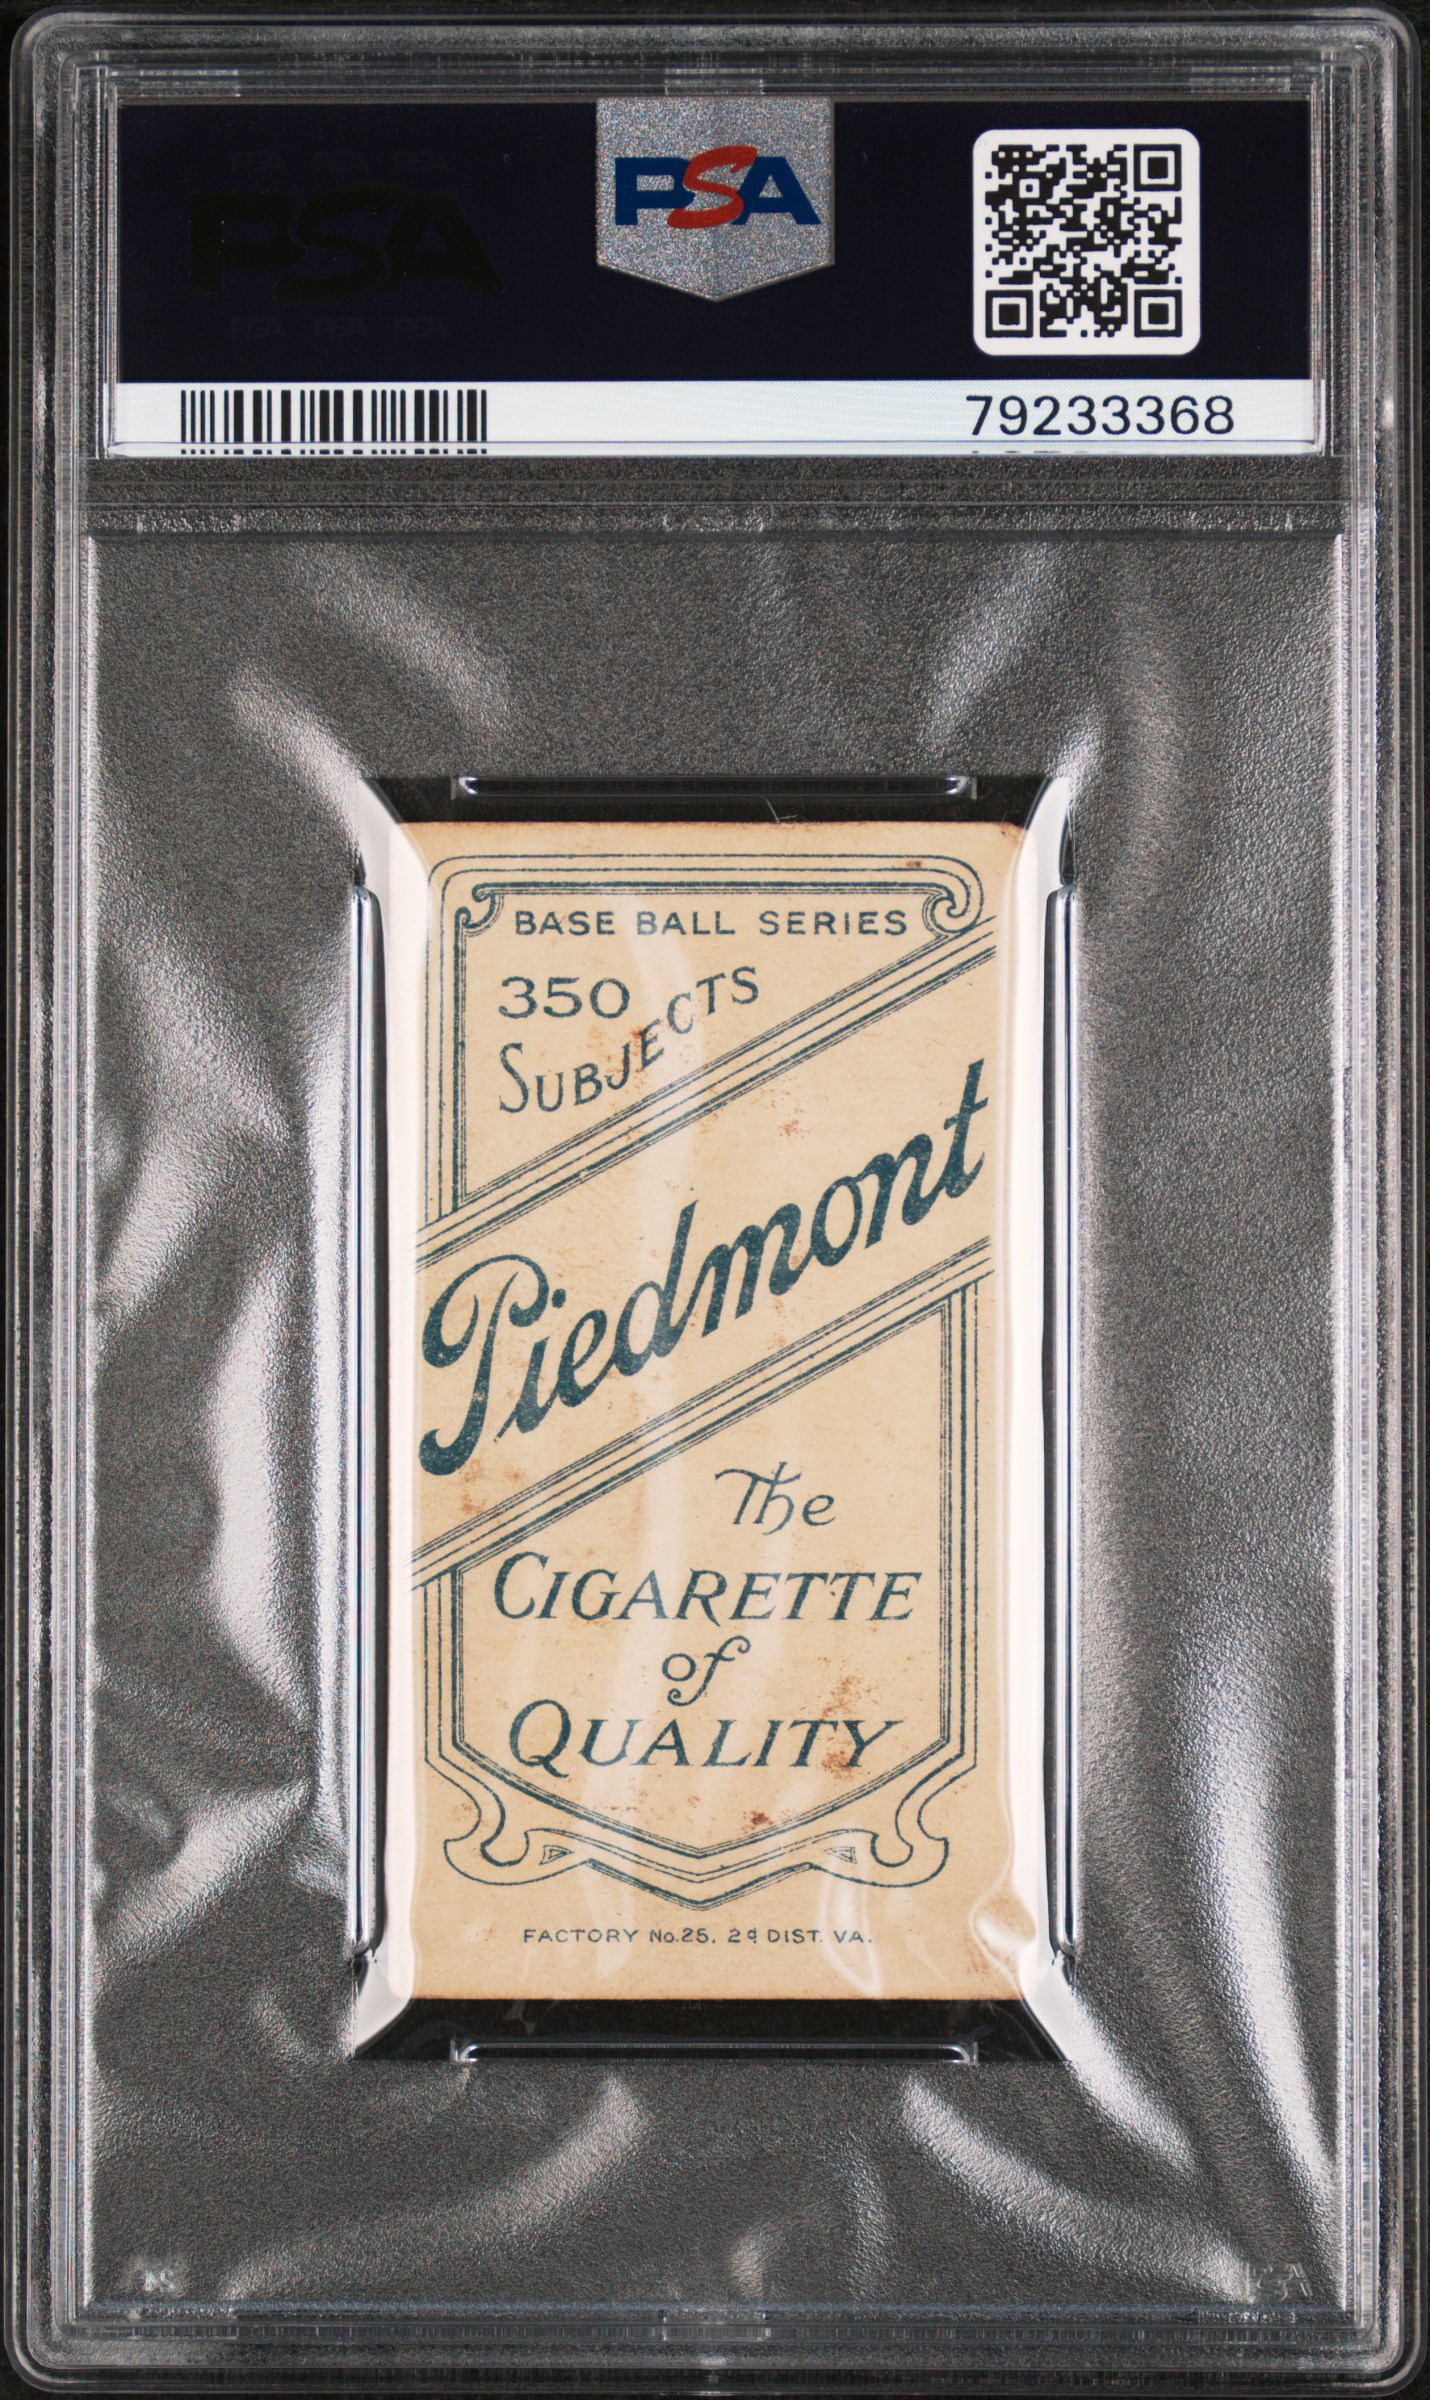 PSA
79233368
BASE BALL SERIES
350
SUBJECTS
Piedmont
The
CIGARETTE
of
QUALITY
FACTORY No. 25, 2d DIST. VA.